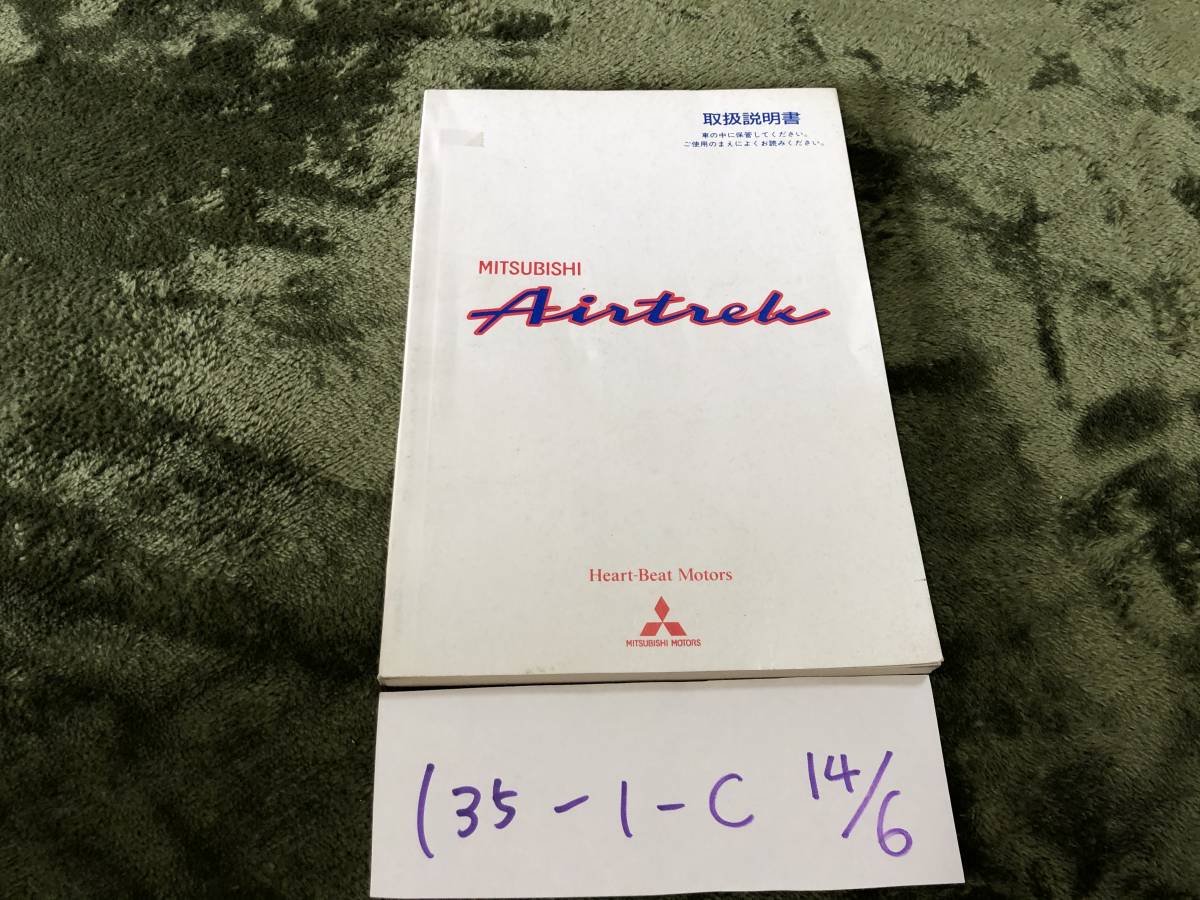 取扱説明書
車の中に保管してください。
ご使用のまえによくお読みください。
MITSUBISHI
Airtrek
Heart-Beat Motors
MITSUBISHI MOTORS
135-1-C 14/6